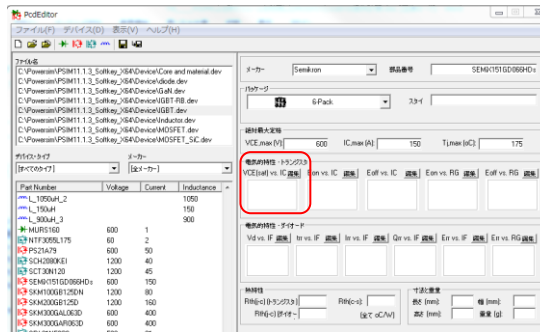 PcdEditor
ファイル(F) デバイス(D) 表示(V) ヘルプ(H)
ファイル名
C:\Powersim\PSIM11.1.3_Softkey_X64\Device\Core and material.dev
C:\Powersim\PSIM11.1.3_Softkey_X64\Device\diode.dev
C:\Powersim\PSIM11.1.3_Softkey_X64\Device\GaN.dev
C:\Powersim\PSIM11.1.3_Softkey_X64\Device\IGBT-RB.dev
C:\Powersim\PSIM11.1.3_Softkey_X64\Device\IGBT.dev
C:\Powersim\PSIM11.1.3_Softkey_X64\Device\Inductor.dev
C:\Powersim\PSIM11.1.3_Softkey_X64\Device\MOSFET.dev
C:\Powersim\PSIM11.1.3_Softkey_X64\Device\MOSFET_SiC.dev
デバイス・タイプ メーカー
[すべてのタイプ] [全メーカー]
Part Number Voltage Current Inductance
L_1050uH_2 1050
L_150uH 150
L_900uH_3 900
MURS160 600 1
NTF3055L175 60 2
PS21A79 600 50
SCH2080KEI 1200 40
SCT30N120 1200 45
SEMiX151GD066HDs 600 150
SKM100GB125DN 1200 80
SKM200GB125D 1200 160
SKM300GAL063D 600 400
SKM300GAR063D 600 400
メーカー Semikron 部品番号 SEMiX151GD066HDs
パッケージ
6-Pack スタイ
絶対最大定格
VCE,max [V]: 600 IC,max [A]: 150 Tj,max [oC]: 175
電気的特性 - トランジスタ
VCE(sat) vs. IC 編集 Eon vs. IC 編集 Eoff vs. IC 編集 Eon vs. RG 編集 Eoff vs. RG 編集
電気的特性 - ダイオード
Vd vs. IF 編集 trr vs. IF 編集 Irr vs. IF 編集 Qrr vs. IF 編集 Err vs. IF 編集 Err vs. RG 編集
熱特性
Rth(j-c) [トランジスタ] Rth(c-s):
Rth(j-c) [ダイオー (全て oC/W)
寸法と重量
長さ [mm]: 幅 [mm]:
高さ [mm]: 重量 [g]: